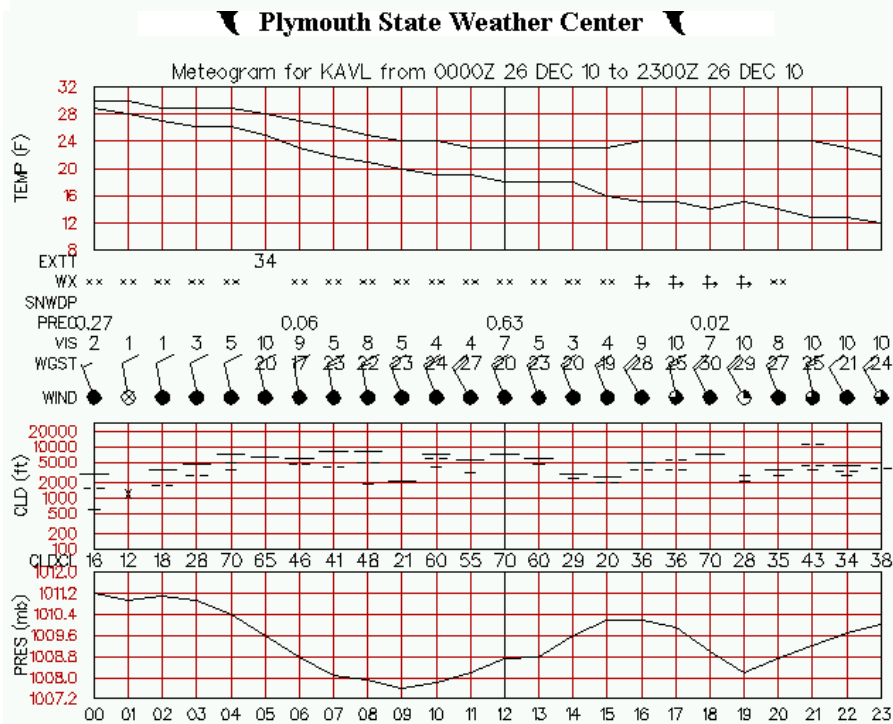 Plymouth State Weather Center
Meteogram for KAVL from 0000Z 26 DEC 10 to 2300Z 26 DEC 10
TEMP (F)
32
28
24
20
16
12
8
EXTT 34
WX
SNWDP
PREC 0.27 0.06 0.63 0.02
VIS 2 1 1 3 5 10 9 5 8 5 4 4 7 5 3 4 9 10 7 10 8 10 10 10
WGST 20 17 23 22 23 24 27 20 23 20 19 28 25 30 29 27 25 21 24
WIND
CLD (ft)
20000
10000
5000
2000
1000
500
200
100
CLDXCL 16 12 18 28 70 65 46 41 48 21 60 55 70 60 29 20 36 36 70 28 35 43 34 38
PRES (mb)
1012.0
1011.2
1010.4
1009.6
1008.8
1008.0
1007.2
00 01 02 03 04 05 06 07 08 09 10 11 12 13 14 15 16 17 18 19 20 21 22 23